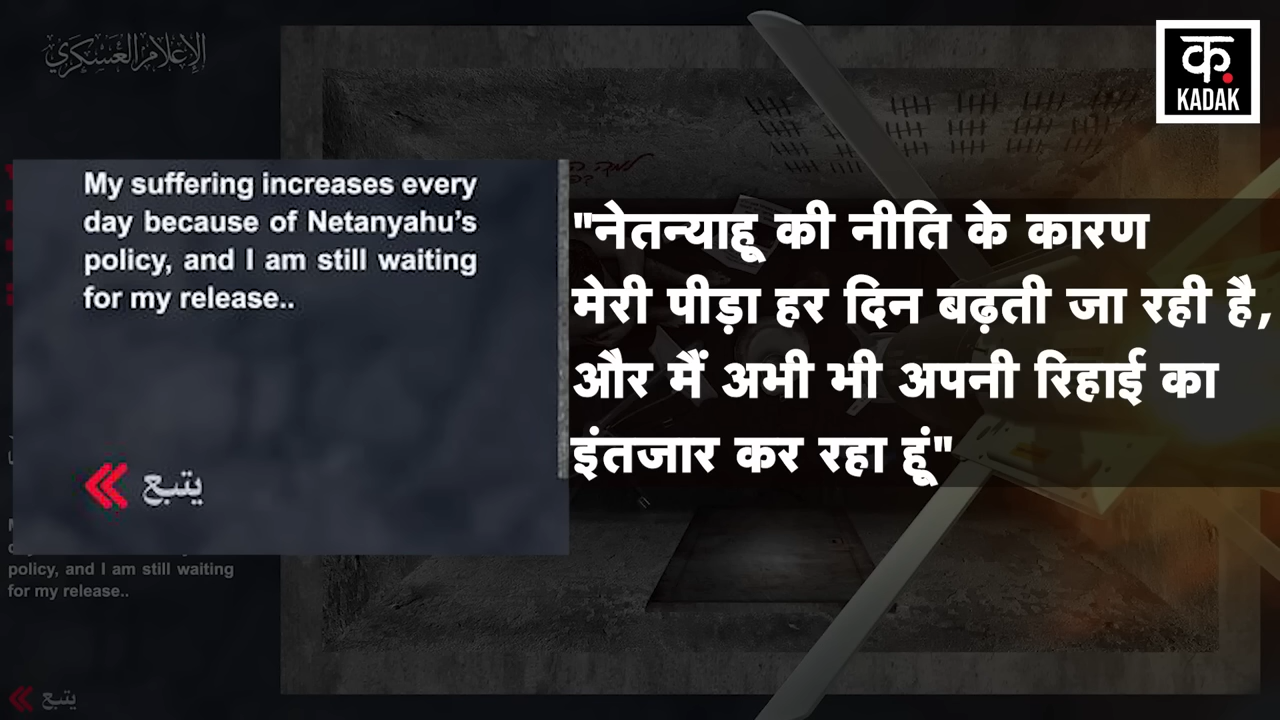 الإعلام العسكري
क.
KADAK
My suffering increases every
day because of Netanyahu’s
policy, and I am still waiting
for my release..
يتبع
"नेतन्याहू की नीति के कारण
मेरी पीड़ा हर दिन बढ़ती जा रही है,
और मैं अभी भी अपनी रिहाई का
इंतजार कर रहा हूं"
policy, and I am still waiting
for my release..
يتبع